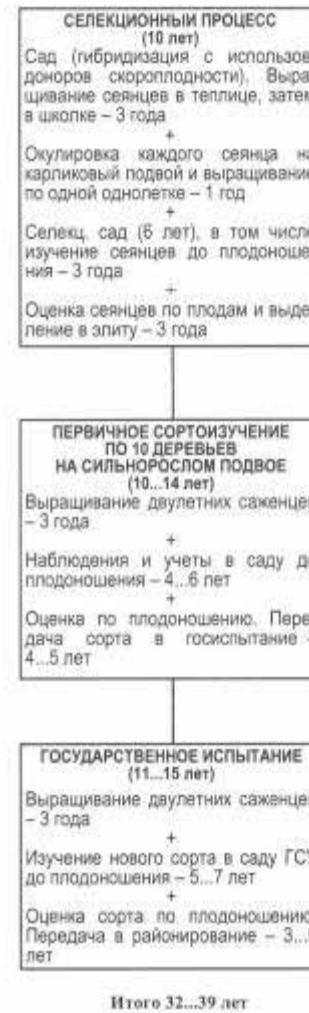 СЕЛЕКЦИОННЫЙ ПРОЦЕСС
(10 лет)
Сад (гибридизация с использов
доноров скороплодности). Выра
щивание сеянцев в теплице, затем
в школке – 3 года
+
Окулировка каждого сеянца на
карликовый подвой и выращивание
по одной однолетке – 1 год
+
Селекц. сад (6 лет), в том числе
изучение сеянцев до плодоноше
ния – 3 года
+
Оценка сеянцев по плодам и выде
ление в элиту – 3 года
ПЕРВИЧНОЕ СОРТОИЗУЧЕНИЕ
ПО 10 ДЕРЕВЬЕВ
НА СИЛЬНОРОСЛОМ ПОДВОЕ
(10...14 лет)
Выращивание двулетних саженцев
– 3 года
+
Наблюдения и учеты в саду до
плодоношения – 4...6 лет
+
Оценка по плодоношению. Пере
дача сорта в госиспытание –
4...5 лет
ГОСУДАРСТВЕННОЕ ИСПЫТАНИЕ
(11...15 лет)
Выращивание двулетних саженцев
– 3 года
+
Изучение нового сорта в саду ГСУ
до плодоношения – 5...7 лет
+
Оценка сорта по плодоношению
Передача в районирование – 3...
лет
Итого 32...39 лет